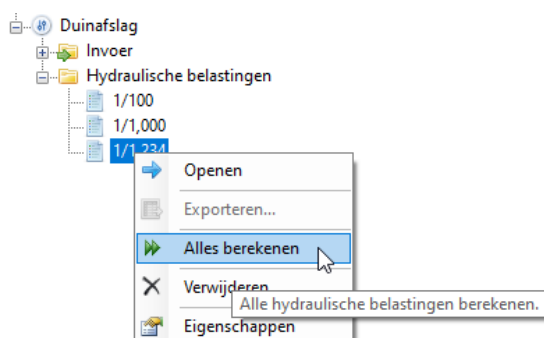 Duinafslag
Invoer
Hydraulische belastingen
1/100
1/1,000
1/1,234
Openen
Exporteren...
Alles berekenen
Verwijderen
Alle hydraulische belastingen berekenen.
Eigenschappen